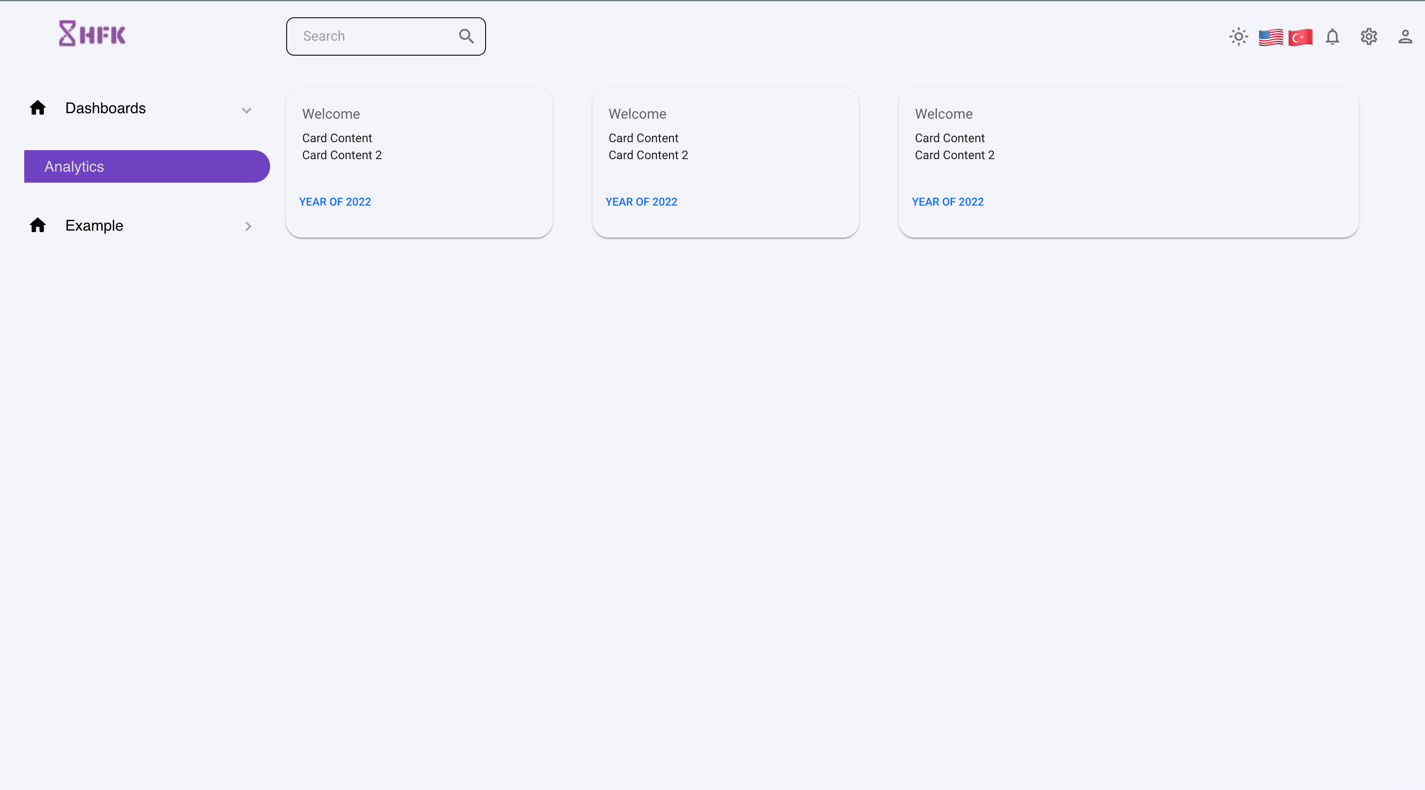 HFK
Search
Dashboards
Analytics
Example
Welcome
Card Content
Card Content 2
YEAR OF 2022
Welcome
Card Content
Card Content 2
YEAR OF 2022
Welcome
Card Content
Card Content 2
YEAR OF 2022